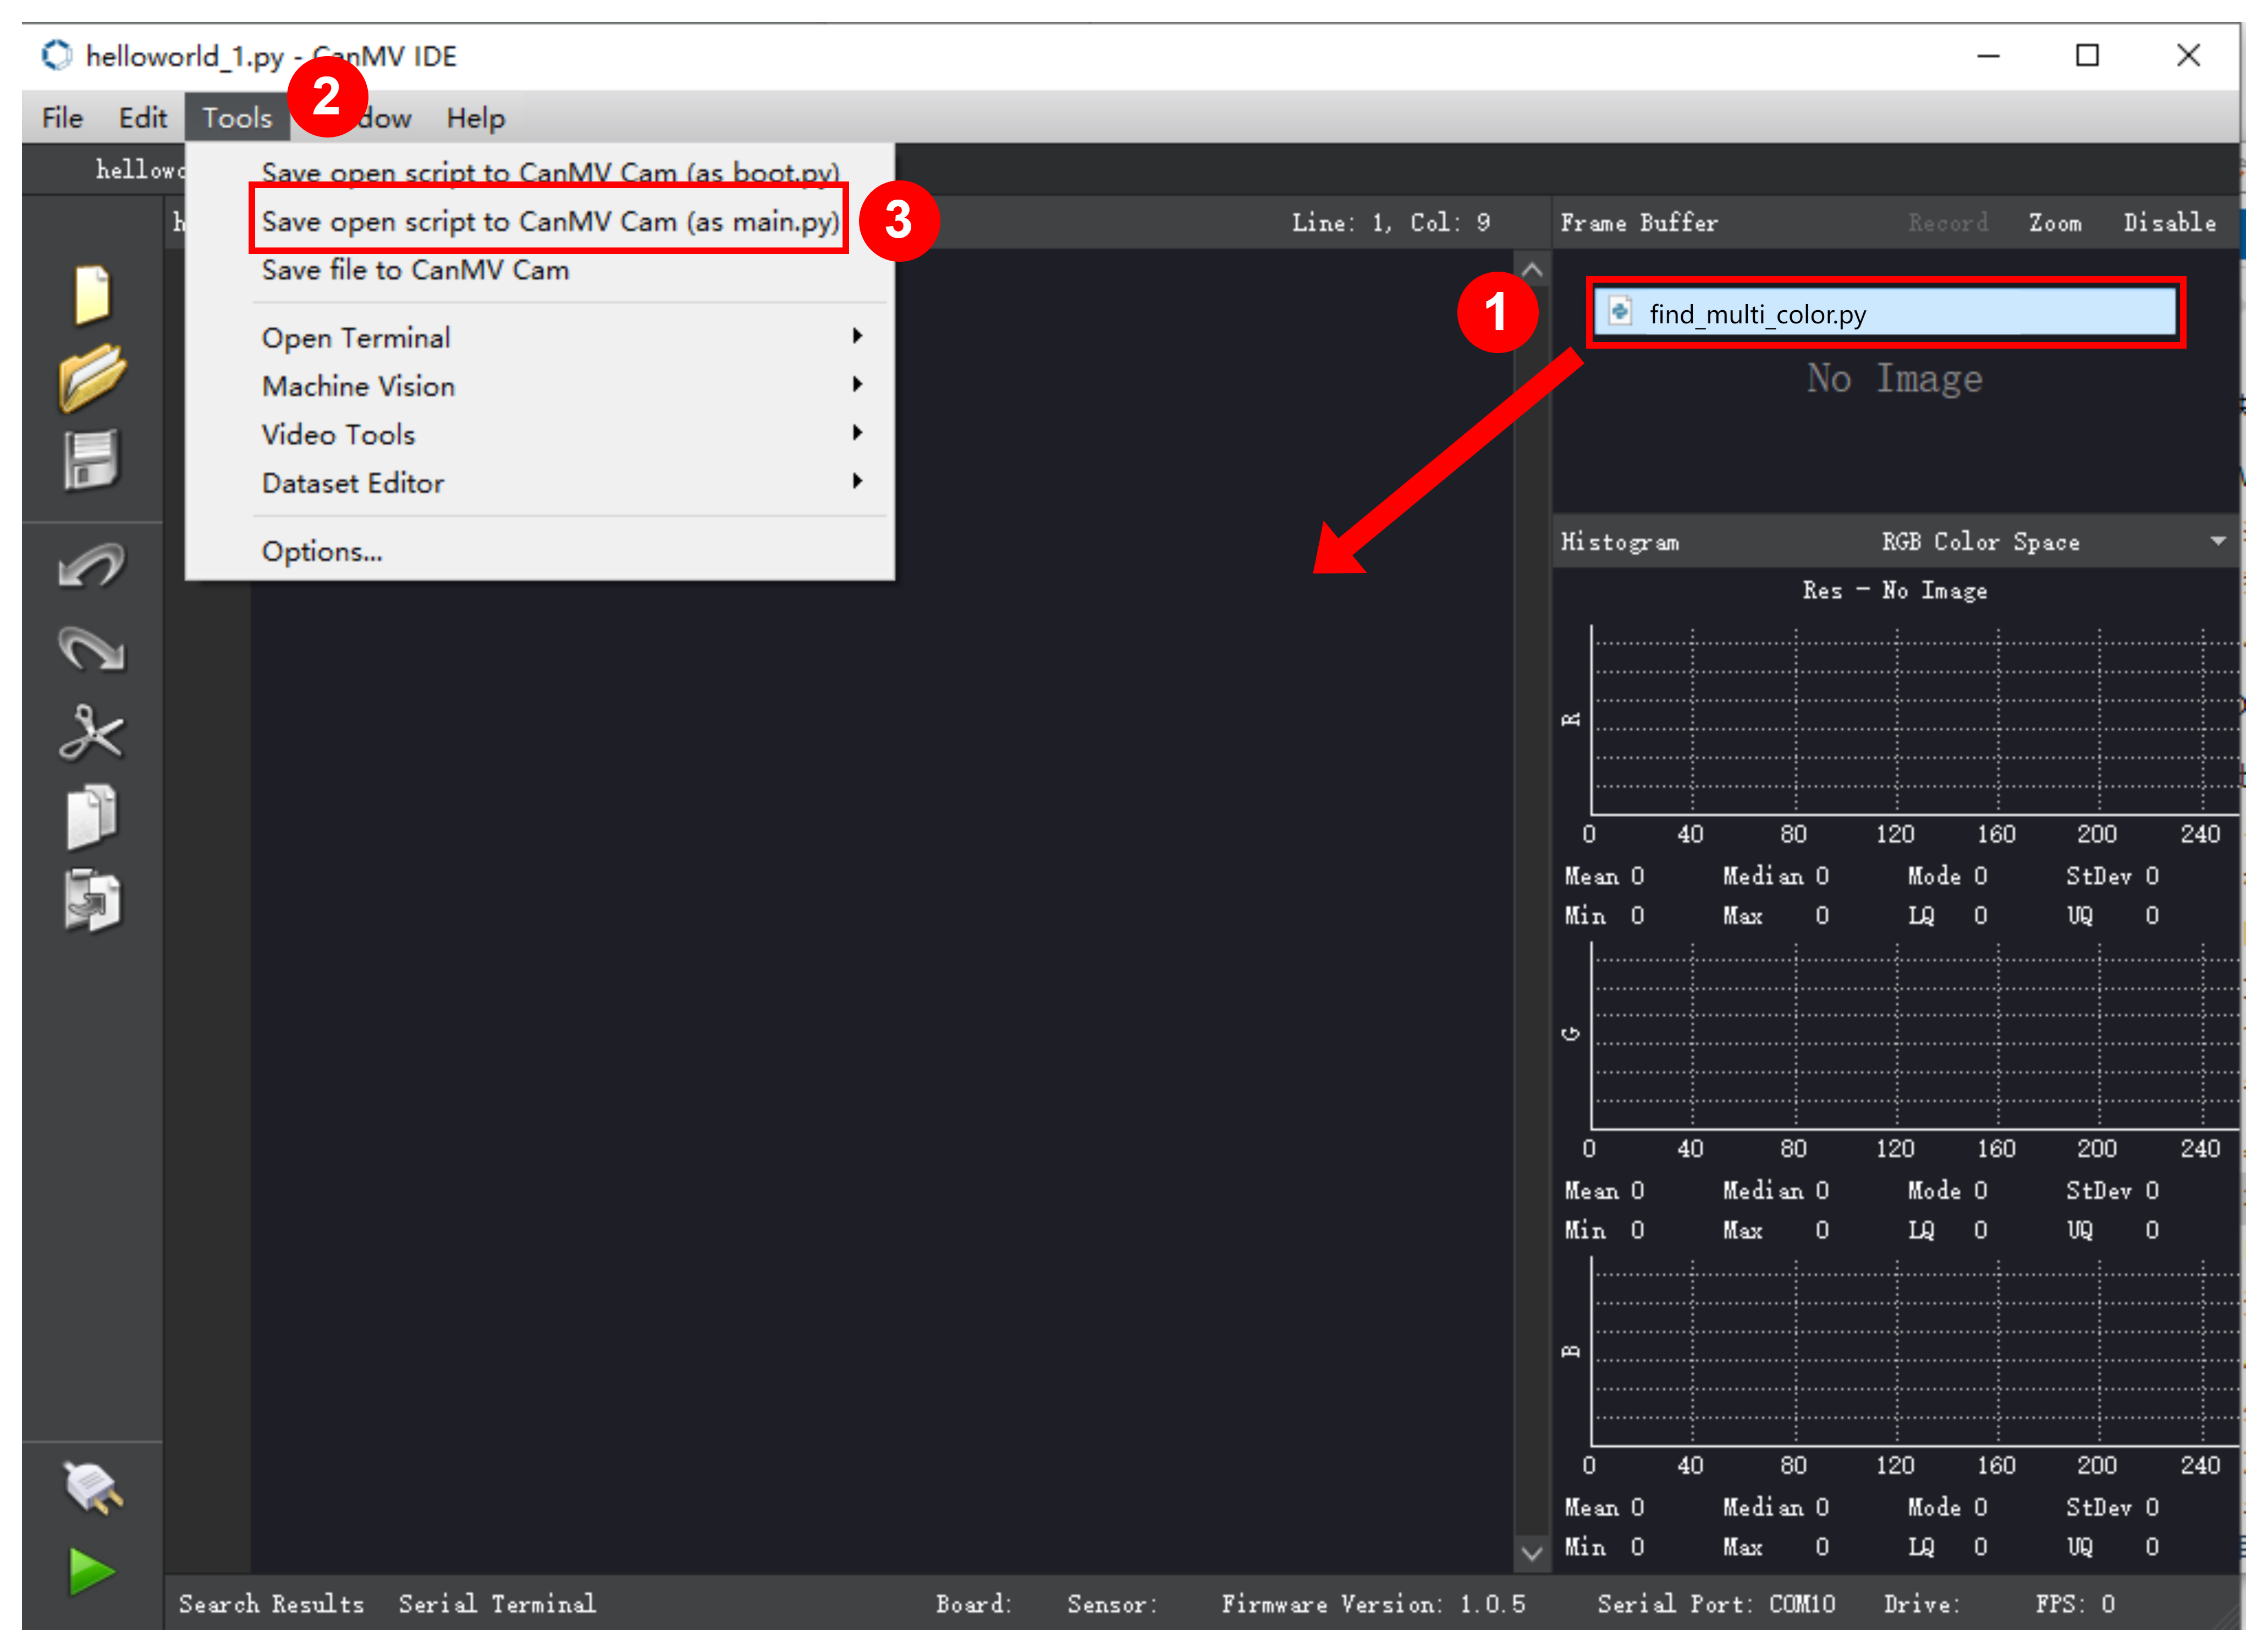 helloworld_1.py - CanMV IDE
2
File Edit Tools dow Help
hellow
Save open script to CanMV Cam (as boot.py)
Save open script to CanMV Cam (as main.py)
3
Save file to CanMV Cam
Open Terminal
Machine Vision
Video Tools
Dataset Editor
Options...
h
Line: 1, Col: 9
Frame Buffer Record Zoom Disable
1
find_multi_color.py
No Image
Histogram RGB Color Space
Res - No Image
R
0 40 80 120 160 200 240
Mean 0 Median 0 Mode 0 StDev 0
Min 0 Max 0 LQ 0 UQ 0
G
0 40 80 120 160 200 240
Mean 0 Median 0 Mode 0 StDev 0
Min 0 Max 0 LQ 0 UQ 0
B
0 40 80 120 160 200 240
Mean 0 Median 0 Mode 0 StDev 0
Min 0 Max 0 LQ 0 UQ 0
Search Results Serial Terminal Board: Sensor: Firmware Version: 1.0.5 Serial Port: COM10 Drive: FPS: 0